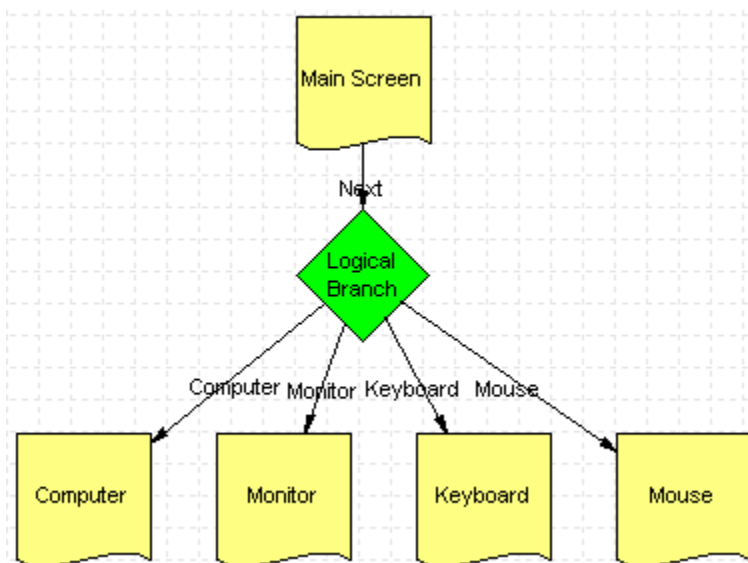 Main Screen
Next
Logical
Branch
Computer
Monitor
Keyboard
Mouse
Computer
Monitor
Keyboard
Mouse